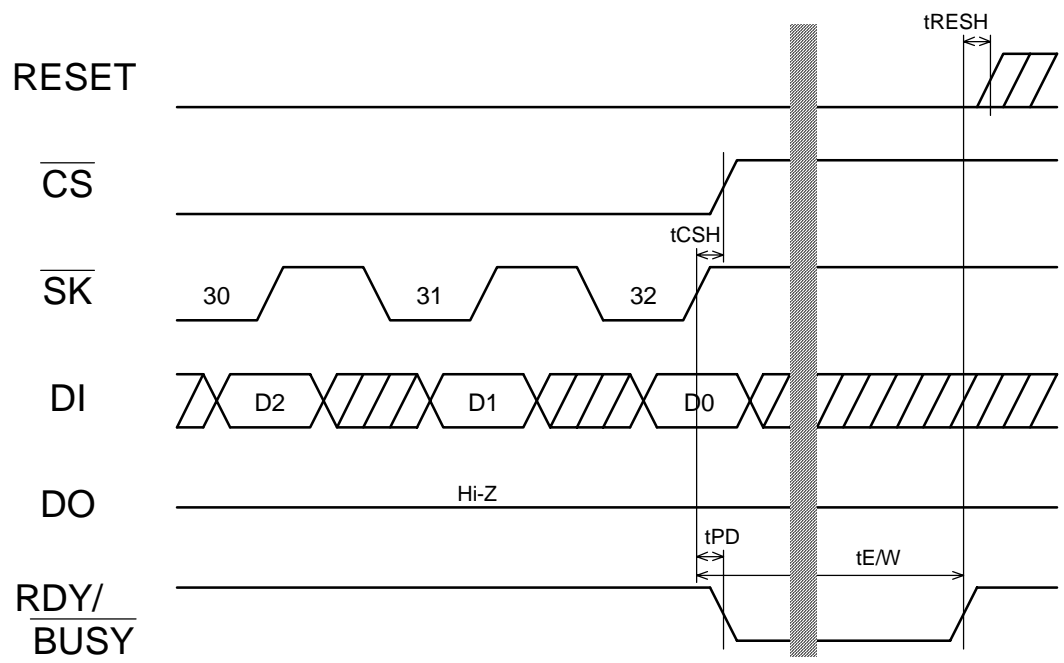 tRESH
RESET
CS
tCSH
SK
30
31
32
DI
D2
D1
D0
DO
Hi-Z
tPD
tE/W
RDY/
BUSY